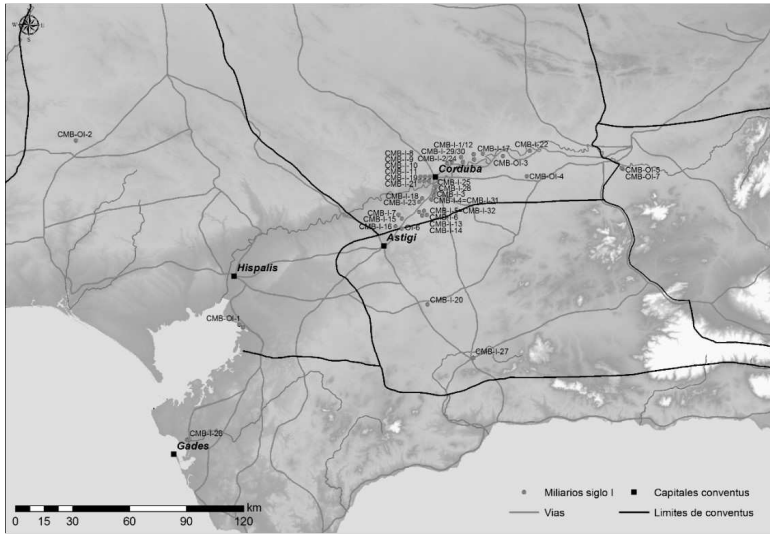 CMB-OI-2
CMB-I-8
CMB-I-9
CMB-I-10
CMB-I-11
CMB-I-19
CMB-I-21
CMB-I-1/12
CMB-I-29/30
CMB-I-2/24
CMB-I-17
CMB-I-22
CMB-OI-3
CMB-OI-4
CMB-OI-5
CMB-OI-7
Corduba
CMB-I-25
CMB-I-28
CMB-I-3
CMB-I-4=CMB-I-31
CMB-I-18
CMB-I-23
CMB-I-7
CMB-I-15
CMB-I-16
OI-6
CMB-I-32
CMB-I-6
CMB-I-13
CMB-I-14
Astigi
Hispalis
CMB-I-20
CMB-OI-1
CMB-I-27
CMB-I-26
Gades
km
0 15 30 60 90 120
Miliarios siglo I
Capitales conventus
Vias
Limites de conventus